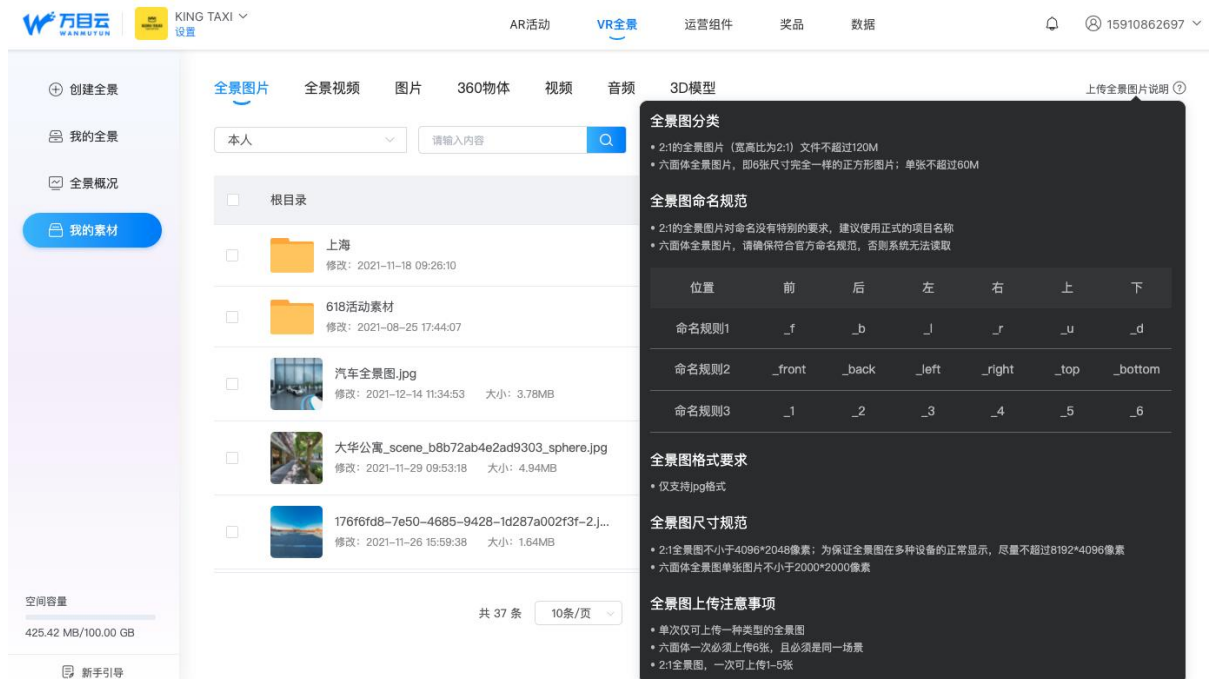 万目云
WANMUYUN
KING TAXI
设置
AR活动
VR全景
运营组件
奖品
数据
15910862697
创建全景
我的全景
全景概况
我的素材
空间容量
425.42 MB/100.00 GB
新手引导
全景图片 全景视频 图片 360物体 视频 音频 3D模型
上传全景图片说明
本人
请输入内容
根目录
上海
修改：2021-11-18 09:26:10
618活动素材
修改：2021-08-25 17:44:07
汽车全景图.jpg
修改：2021-12-14 11:34:53 大小：3.78MB
大华公寓_scene_b8b72ab4e2ad9303_sphere.jpg
修改：2021-11-29 09:53:18 大小：4.94MB
176f6fd8-7e50-4685-9428-1d287a002f3f-2.j...
修改：2021-11-26 15:59:38 大小：1.64MB
共 37 条
10条/页
全景图分类
• 2:1的全景图片（宽高比为2:1）文件不超过120M
• 六面体全景图片，即6张尺寸完全一样的正方形图片；单张不超过60M
全景图命名规范
• 2:1的全景图片对命名没有特别的要求，建议使用正式的项目名称
• 六面体全景图片，请确保符合官方命名规范，否则系统无法读取
位置 前 后 左 右 上 下
命名规则1 _f _b _l _r _u _d
命名规则2 _front _back _left _right _top _bottom
命名规则3 _1 _2 _3 _4 _5 _6
全景图格式要求
• 仅支持jpg格式
全景图尺寸规范
• 2:1全景图不小于4096*2048像素；为保证全景图在多种设备的正常显示，尽量不超过8192*4096像素
• 六面体全景图单张图片不小于2000*2000像素
全景图上传注意事项
• 单次仅可上传一种类型的全景图
• 六面体一次必须上传6张，且必须是同一场景
• 2:1全景图，一次可上传1-5张